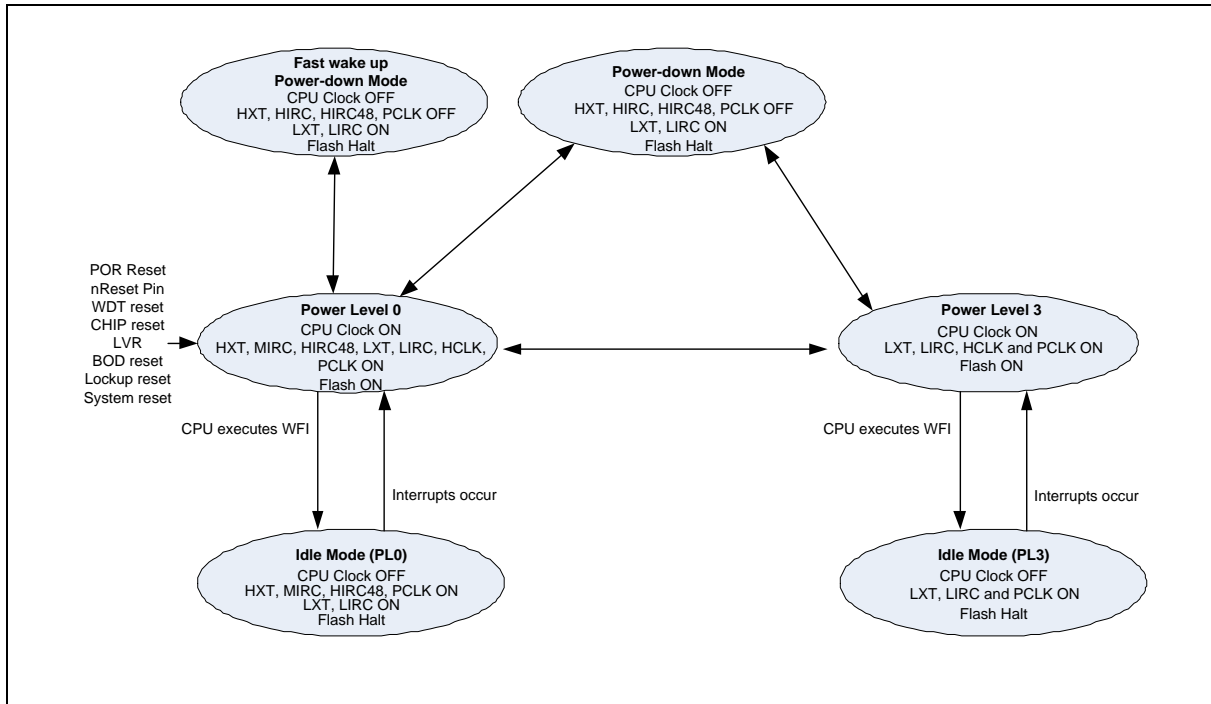 Fast wake up
Power-down Mode
CPU Clock OFF
HXT, HIRC, HIRC48, PCLK OFF
LXT, LIRC ON
Flash Halt
Power-down Mode
CPU Clock OFF
HXT, HIRC, HIRC48, PCLK OFF
LXT, LIRC ON
Flash Halt
POR Reset
nReset Pin
WDT reset
CHIP reset
LVR
BOD reset
Lockup reset
System reset
Power Level 0
CPU Clock ON
HXT, MIRC, HIRC48, LXT, LIRC, HCLK,
PCLK ON
Flash ON
Power Level 3
CPU Clock ON
LXT, LIRC, HCLK and PCLK ON
Flash ON
CPU executes WFI
Interrupts occur
CPU executes WFI
Interrupts occur
Idle Mode (PL0)
CPU Clock OFF
HXT, MIRC, HIRC48, PCLK ON
LXT, LIRC ON
Flash Halt
Idle Mode (PL3)
CPU Clock OFF
LXT, LIRC and PCLK ON
Flash Halt